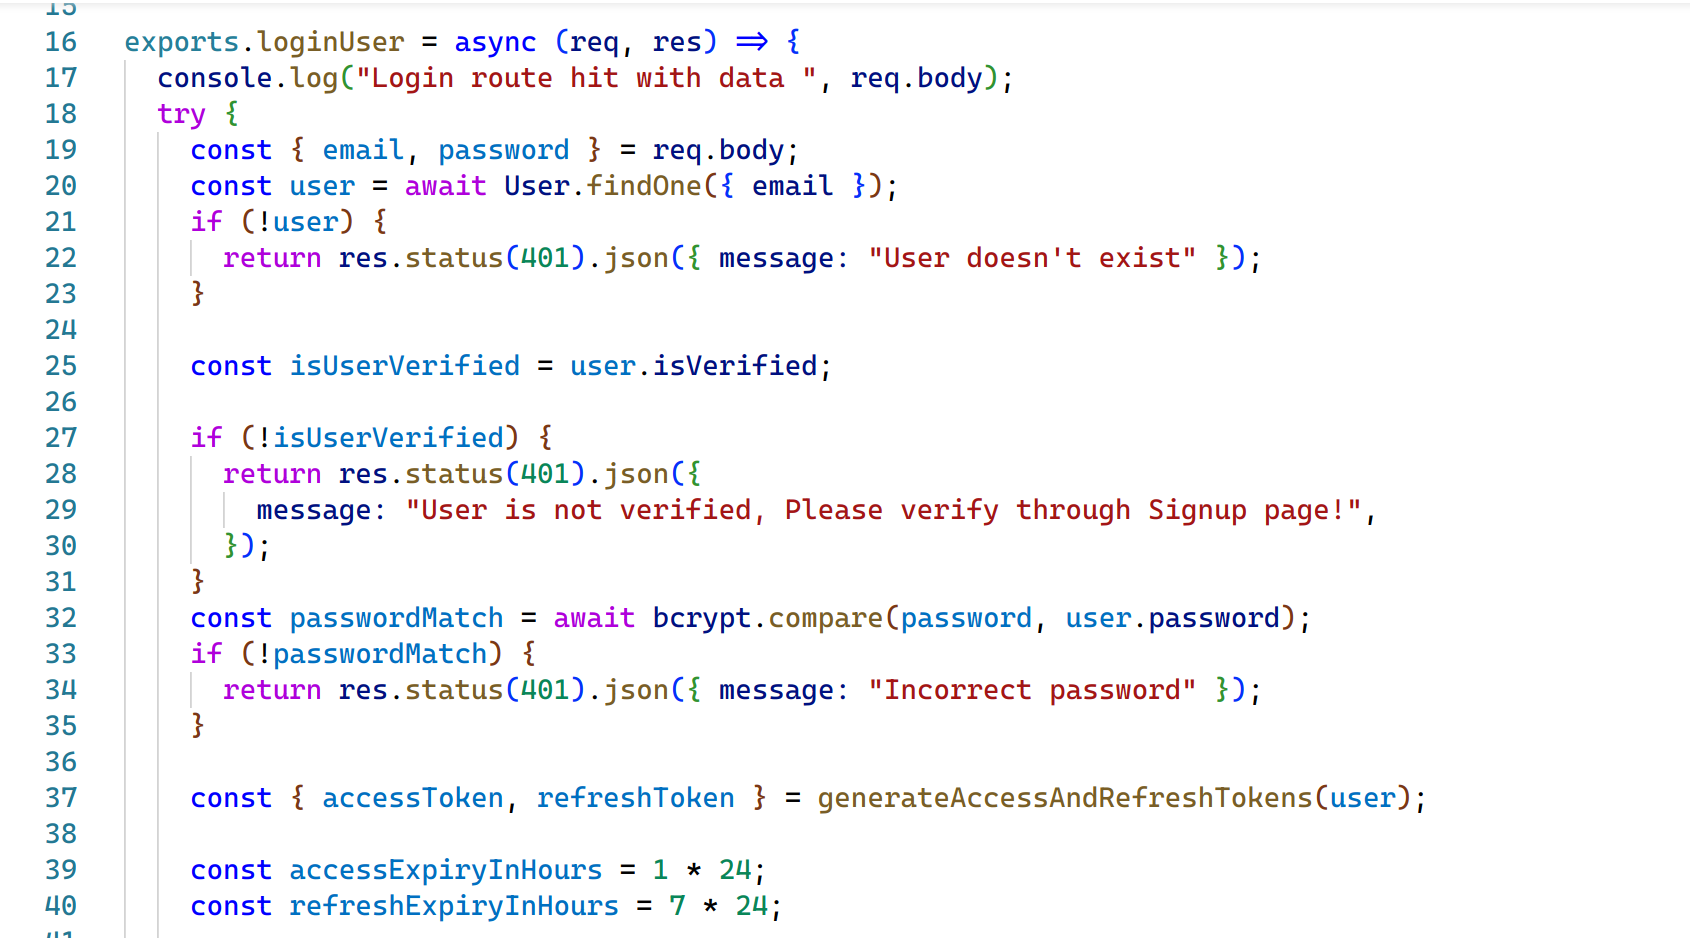 15
16 exports.loginUser = async (req, res) => {
17 console.log("Login route hit with data ", req.body);
18 try {
19 const { email, password } = req.body;
20 const user = await User.findOne({ email });
21 if (!user) {
22 return res.status(401).json({ message: "User doesn't exist" });
23 }
24
25 const isUserVerified = user.isVerified;
26
27 if (!isUserVerified) {
28 return res.status(401).json({
29 message: "User is not verified, Please verify through Signup page!",
30 });
31 }
32 const passwordMatch = await bcrypt.compare(password, user.password);
33 if (!passwordMatch) {
34 return res.status(401).json({ message: "Incorrect password" });
35 }
36
37 const { accessToken, refreshToken } = generateAccessAndRefreshTokens(user);
38
39 const accessExpiryInHours = 1 * 24;
40 const refreshExpiryInHours = 7 * 24;
41